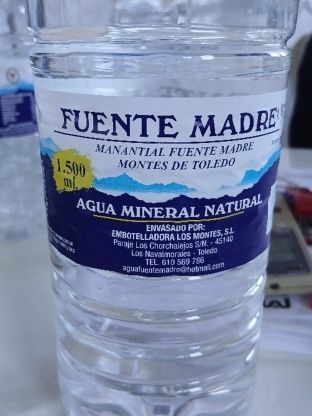 FUENTE MADRE
MANANTIAL FUENTE MADRE
MONTES DE TOLEDO
1.500
ml.
AGUA MINERAL NATURAL
ENVASADO POR:
EMBOTELLADORA LOS MONTES, S.L
Paraje Los Chorchalejos S/N. - 45140
Los Navalmorales - Toledo
TEL. 610 569 786
aguafuentemadre@hotmail.com